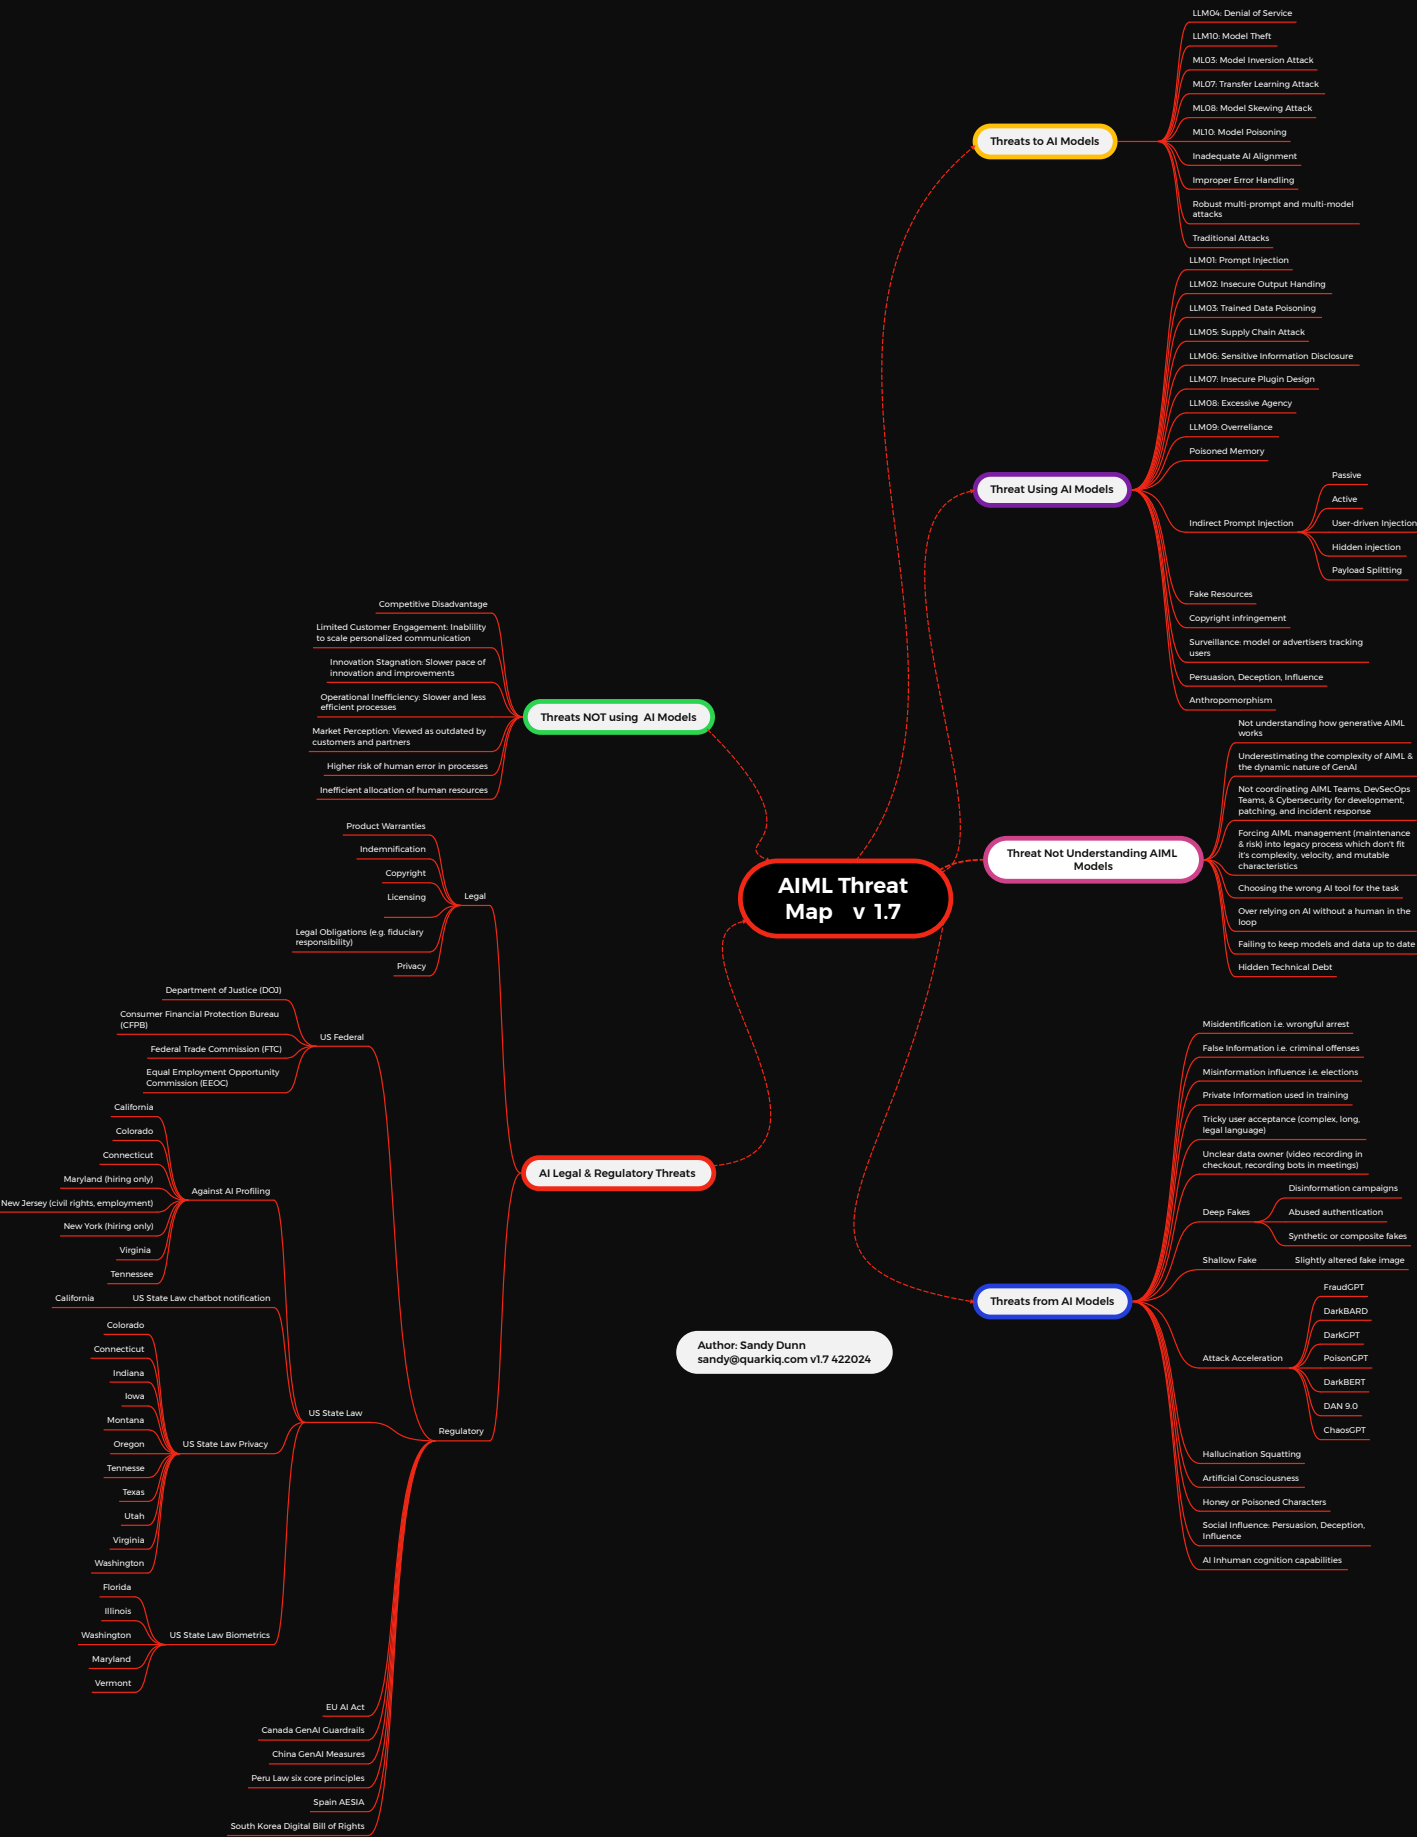 AIML Threat
Map v 1.7
Threats to AI Models
LLM04: Denial of Service
LLM10: Model Theft
ML03: Model Inversion Attack
ML07: Transfer Learning Attack
ML08: Model Skewing Attack
ML10: Model Poisoning
Inadequate AI Alignment
Improper Error Handling
Robust multi-prompt and multi-model
attacks
Traditional Attacks
Threat Using AI Models
LLM01: Prompt Injection
LLM02: Insecure Output Handing
LLM03: Trained Data Poisoning
LLM05: Supply Chain Attack
LLM06: Sensitive Information Disclosure
LLM07: Insecure Plugin Design
LLM08: Excessive Agency
LLM09: Overreliance
Poisoned Memory
Indirect Prompt Injection
Passive
Active
User-driven Injection
Hidden injection
Payload Splitting
Fake Resources
Copyright infringement
Surveillance: model or advertisers tracking
users
Persuasion, Deception, Influence
Anthropomorphism
Threat Not Understanding AIML
Models
Not understanding how generative AIML
works
Underestimating the complexity of AIML &
the dynamic nature of GenAI
Not coordinating AIML Teams, DevSecOps
Teams, & Cybersecurity for development,
patching, and incident response
Forcing AIML management (maintenance
& risk) into legacy process which don't fit
it's complexity, velocity, and mutable
characteristics
Choosing the wrong AI tool for the task
Over relying on AI without a human in the
loop
Failing to keep models and data up to date
Hidden Technical Debt
Threats from AI Models
Misidentification i.e. wrongful arrest
False Information i.e. criminal offenses
Misinformation influence i.e. elections
Private Information used in training
Tricky user acceptance (complex, long,
legal language)
Unclear data owner (video recording in
checkout, recording bots in meetings)
Deep Fakes
Disinformation campaigns
Abused authentication
Synthetic or composite fakes
Shallow Fake
Slightly altered fake image
Attack Acceleration
FraudGPT
DarkBARD
DarkGPT
PoisonGPT
DarkBERT
DAN 9.0
ChaosGPT
Hallucination Squatting
Artificial Consciousness
Honey or Poisoned Characters
Social Influence: Persuasion, Deception,
Influence
AI Inhuman cognition capabilities
Threats NOT using AI Models
Competitive Disadvantage
Limited Customer Engagement: Inablility
to scale personalized communication
Innovation Stagnation: Slower pace of
innovation and improvements
Operational Inefficiency: Slower and less
efficient processes
Market Perception: Viewed as outdated by
customers and partners
Higher risk of human error in processes
Inefficient allocation of human resources
AI Legal & Regulatory Threats
Legal
Product Warranties
Indemnification
Copyright
Licensing
Legal Obligations (e.g. fiduciary
responsibility)
Privacy
Regulatory
US Federal
Department of Justice (DOJ)
Consumer Financial Protection Bureau
(CFPB)
Federal Trade Commission (FTC)
Equal Employment Opportunity
Commission (EEOC)
US State Law
Against AI Profiling
California
Colorado
Connecticut
Maryland (hiring only)
New Jersey (civil rights, employment)
New York (hiring only)
Virginia
Tennessee
US State Law chatbot notification
California
US State Law Privacy
Colorado
Connecticut
Indiana
Iowa
Montana
Oregon
Tennesse
Texas
Utah
Virginia
Washington
US State Law Biometrics
Florida
Illinois
Washington
Maryland
Vermont
EU AI Act
Canada GenAI Guardrails
China GenAI Measures
Peru Law six core principles
Spain AESIA
South Korea Digital Bill of Rights
Author: Sandy Dunn
sandy@quarkiq.com v1.7 422024